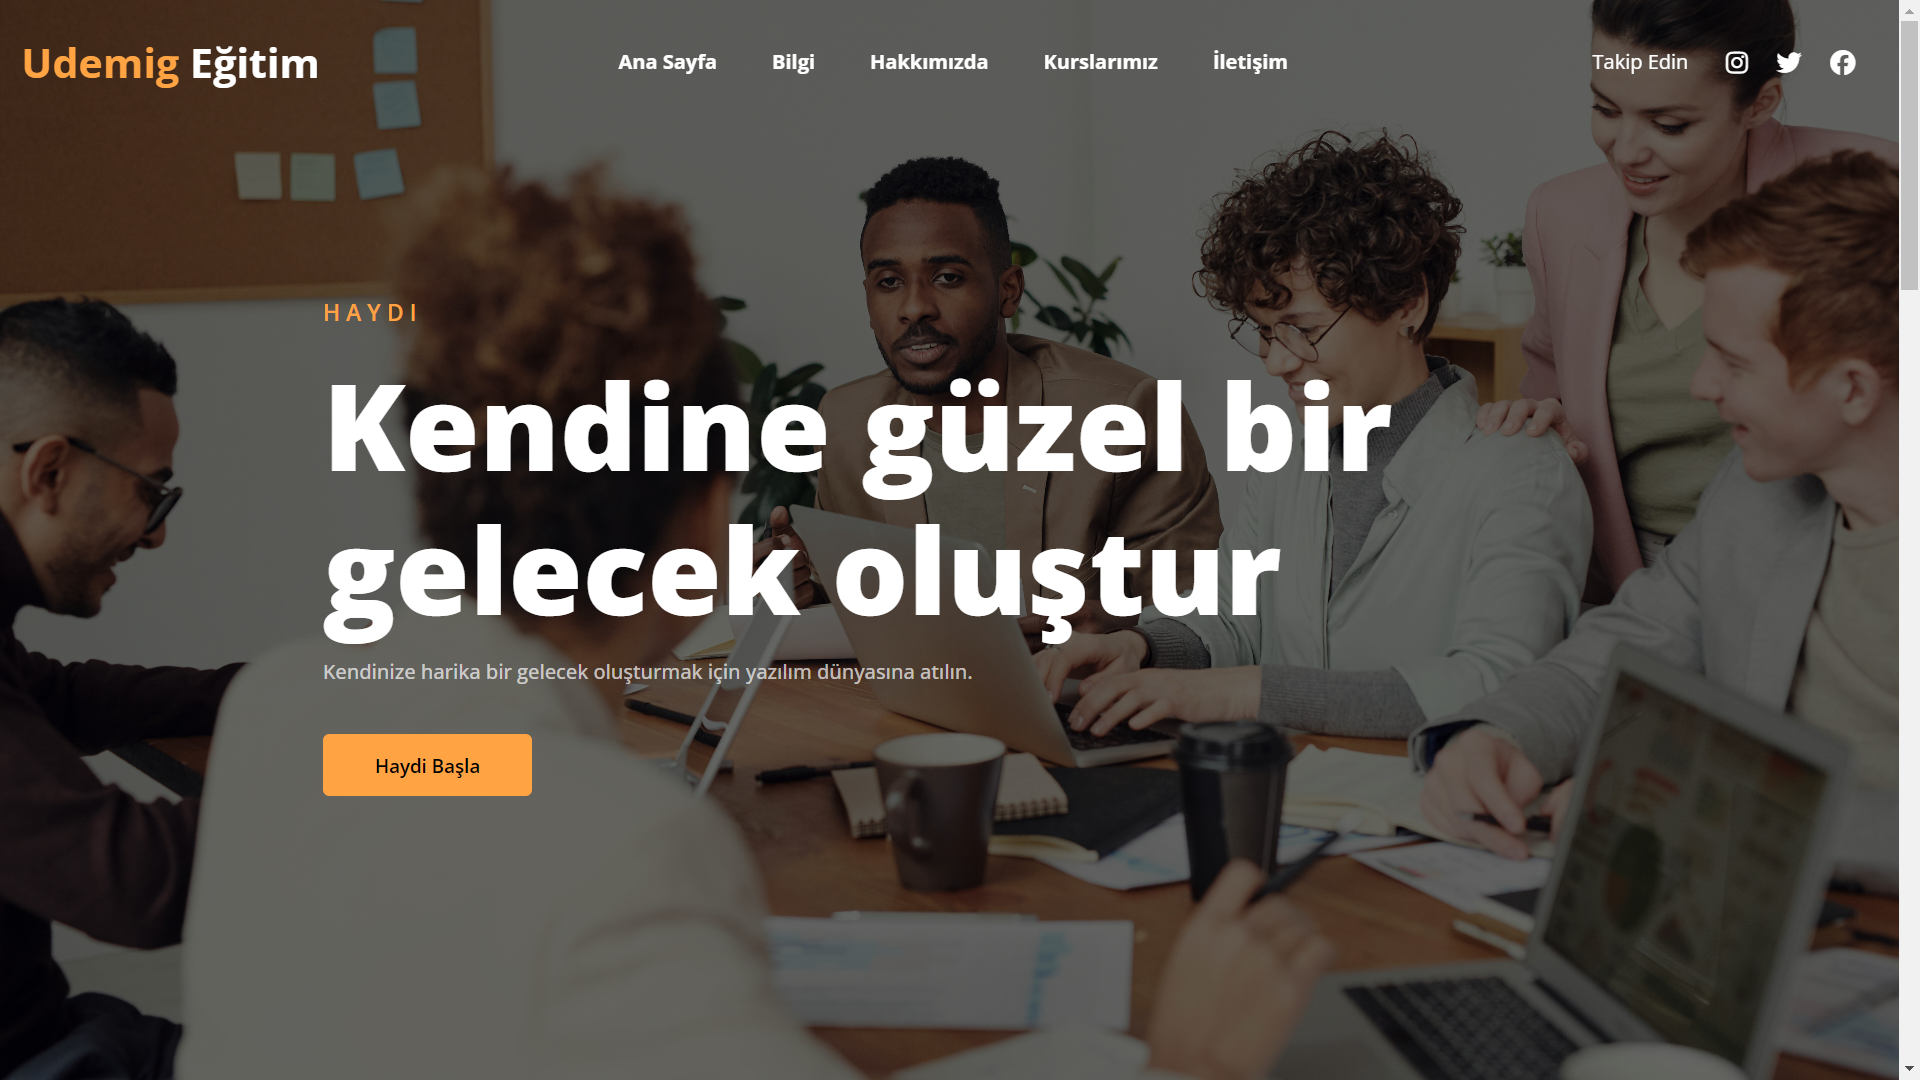 Udemig Eğitim
Ana Sayfa
Bilgi
Hakkımızda
Kurslarımız
İletişim
Takip Edin
HAYDI
Kendine güzel bir
gelecek oluştur
Kendinize harika bir gelecek oluşturmak için yazılım dünyasına atılın.
Haydi Başla